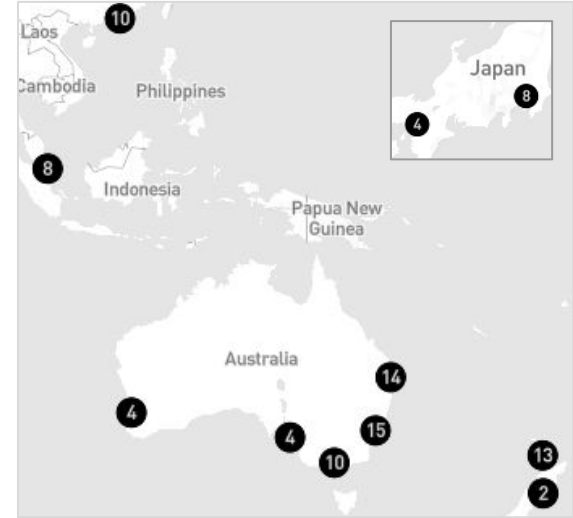 10
Laos
Cambodia
Philippines
Japan
8
4
8
Indonesia
Papua New
Guinea
Australia
14
4
4
15
10
13
2